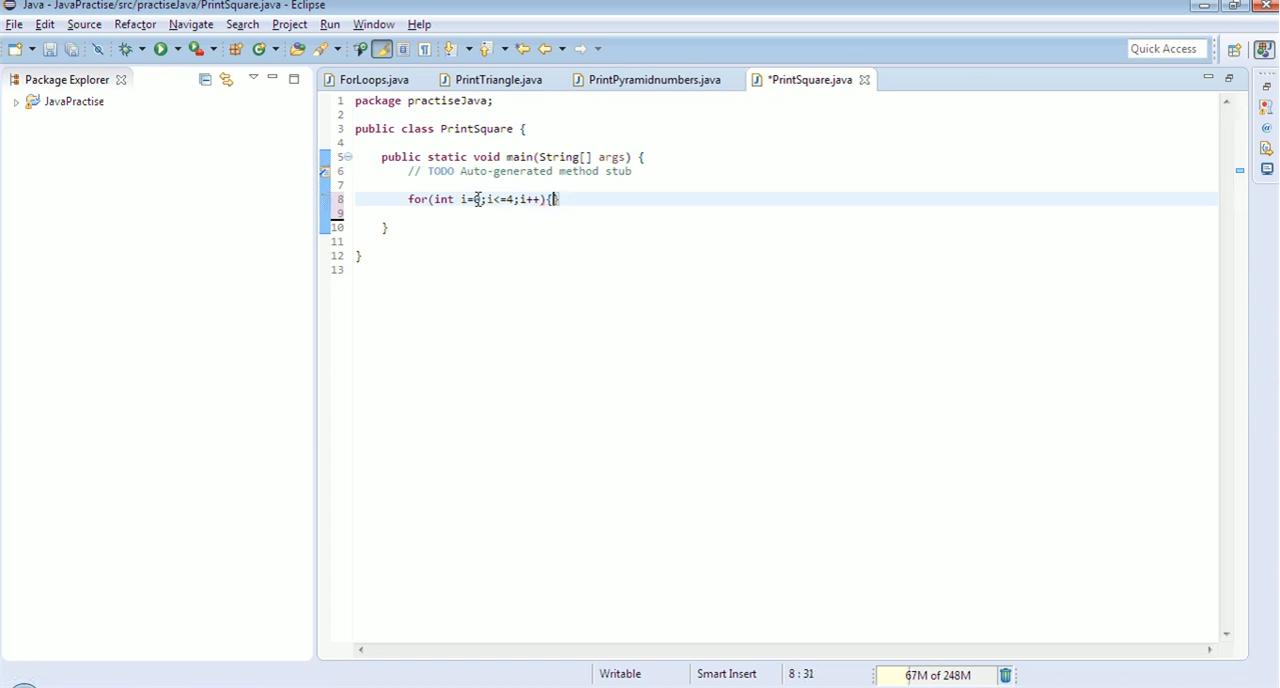 Java - JavaPractise/src/practiseJava/PrintSquare.java - Eclipse
File Edit Source Refactor Navigate Search Project Run Window Help
Quick Access
Package Explorer
ForLoops.java PrintTriangle.java PrintPyramidnumbers.java *PrintSquare.java
JavaPractise
1 package practiseJava;
2
3 public class PrintSquare {
4
5 public static void main(String[] args) {
6 // TODO Auto-generated method stub
7
8 for(int i=0;i<=4;i++){}
9
10 }
11
12 }
13
Writable Smart Insert 8 : 31 67M of 248M